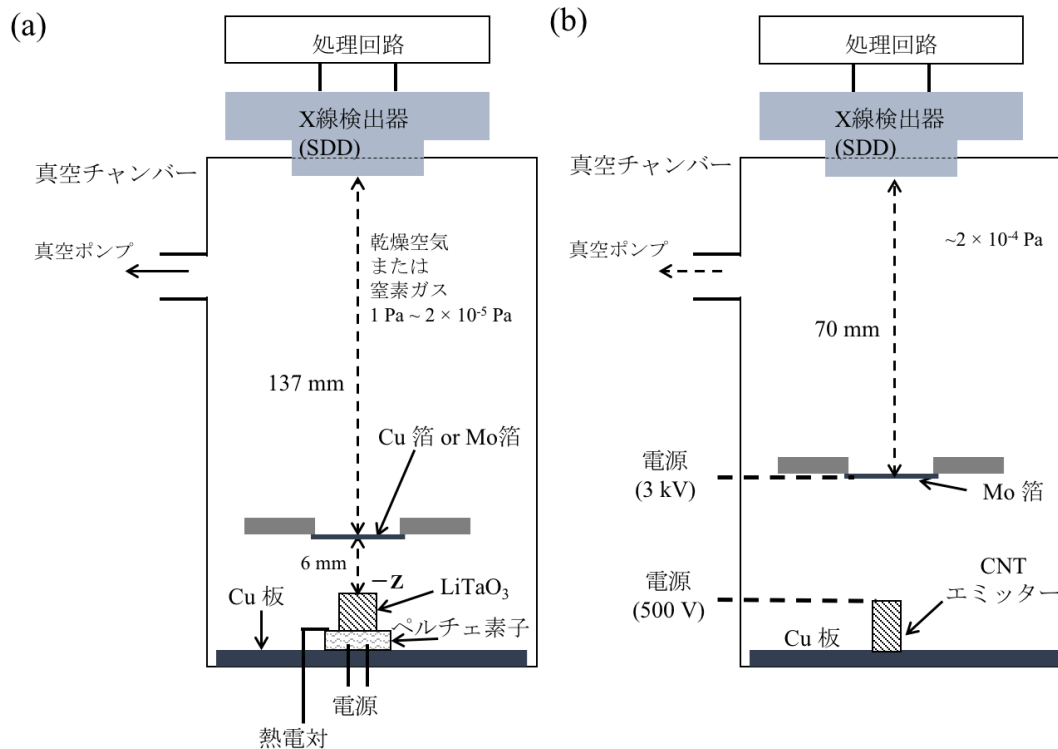 (a)
処理回路
X線検出器
(SDD)
真空チャンバー
真空ポンプ
乾燥空気
または
窒素ガス
1 Pa ~ 2 × 10⁻⁵ Pa
137 mm
Cu 箔 or Mo箔
6 mm
−Z
LiTaO₃
Cu 板
ペルチェ素子
電源
熱電対
(b)
処理回路
X線検出器
(SDD)
真空チャンバー
真空ポンプ
~2 × 10⁻⁴ Pa
70 mm
電源
(3 kV)
Mo 箔
電源
(500 V)
CNT
エミッター
Cu 板